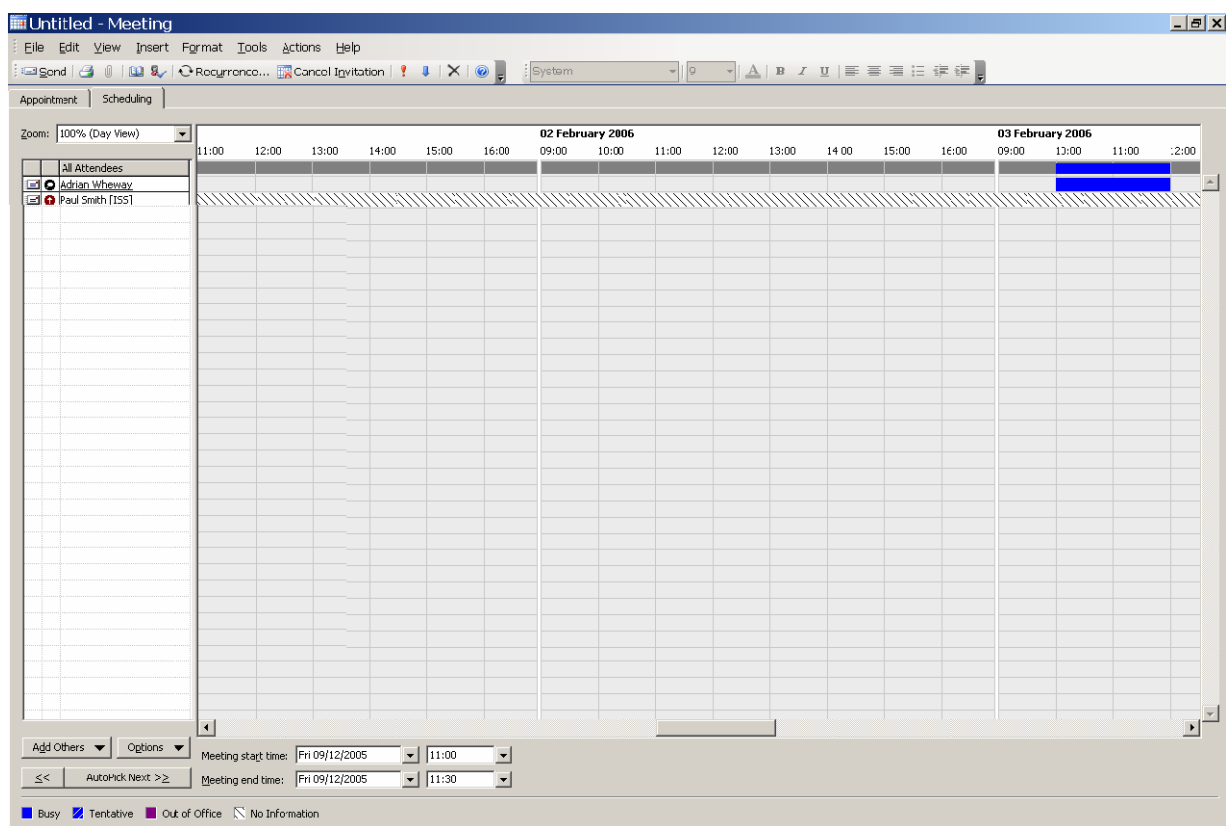 Untitled - Meeting
File Edit View Insert Format Tools Actions Help
Send Recurrence... Cancel Invitation System 9 A B I U
Appointment Scheduling
Zoom: 100% (Day View) 02 February 2006 03 February 2006
11:00 12:00 13:00 14:00 15:00 16:00 09:00 10:00 11:00 12:00 13:00 14 00 15:00 16:00 09:00 10:00 11:00 12:00
All Attendees
Adrian Wheway
Paul Smith [ISS]
Add Others Options Meeting start time: Fri 09/12/2005 11:00
<< AutoPick Next >> Meeting end time: Fri 09/12/2005 11:30
Busy Tentative Out of Office No Information